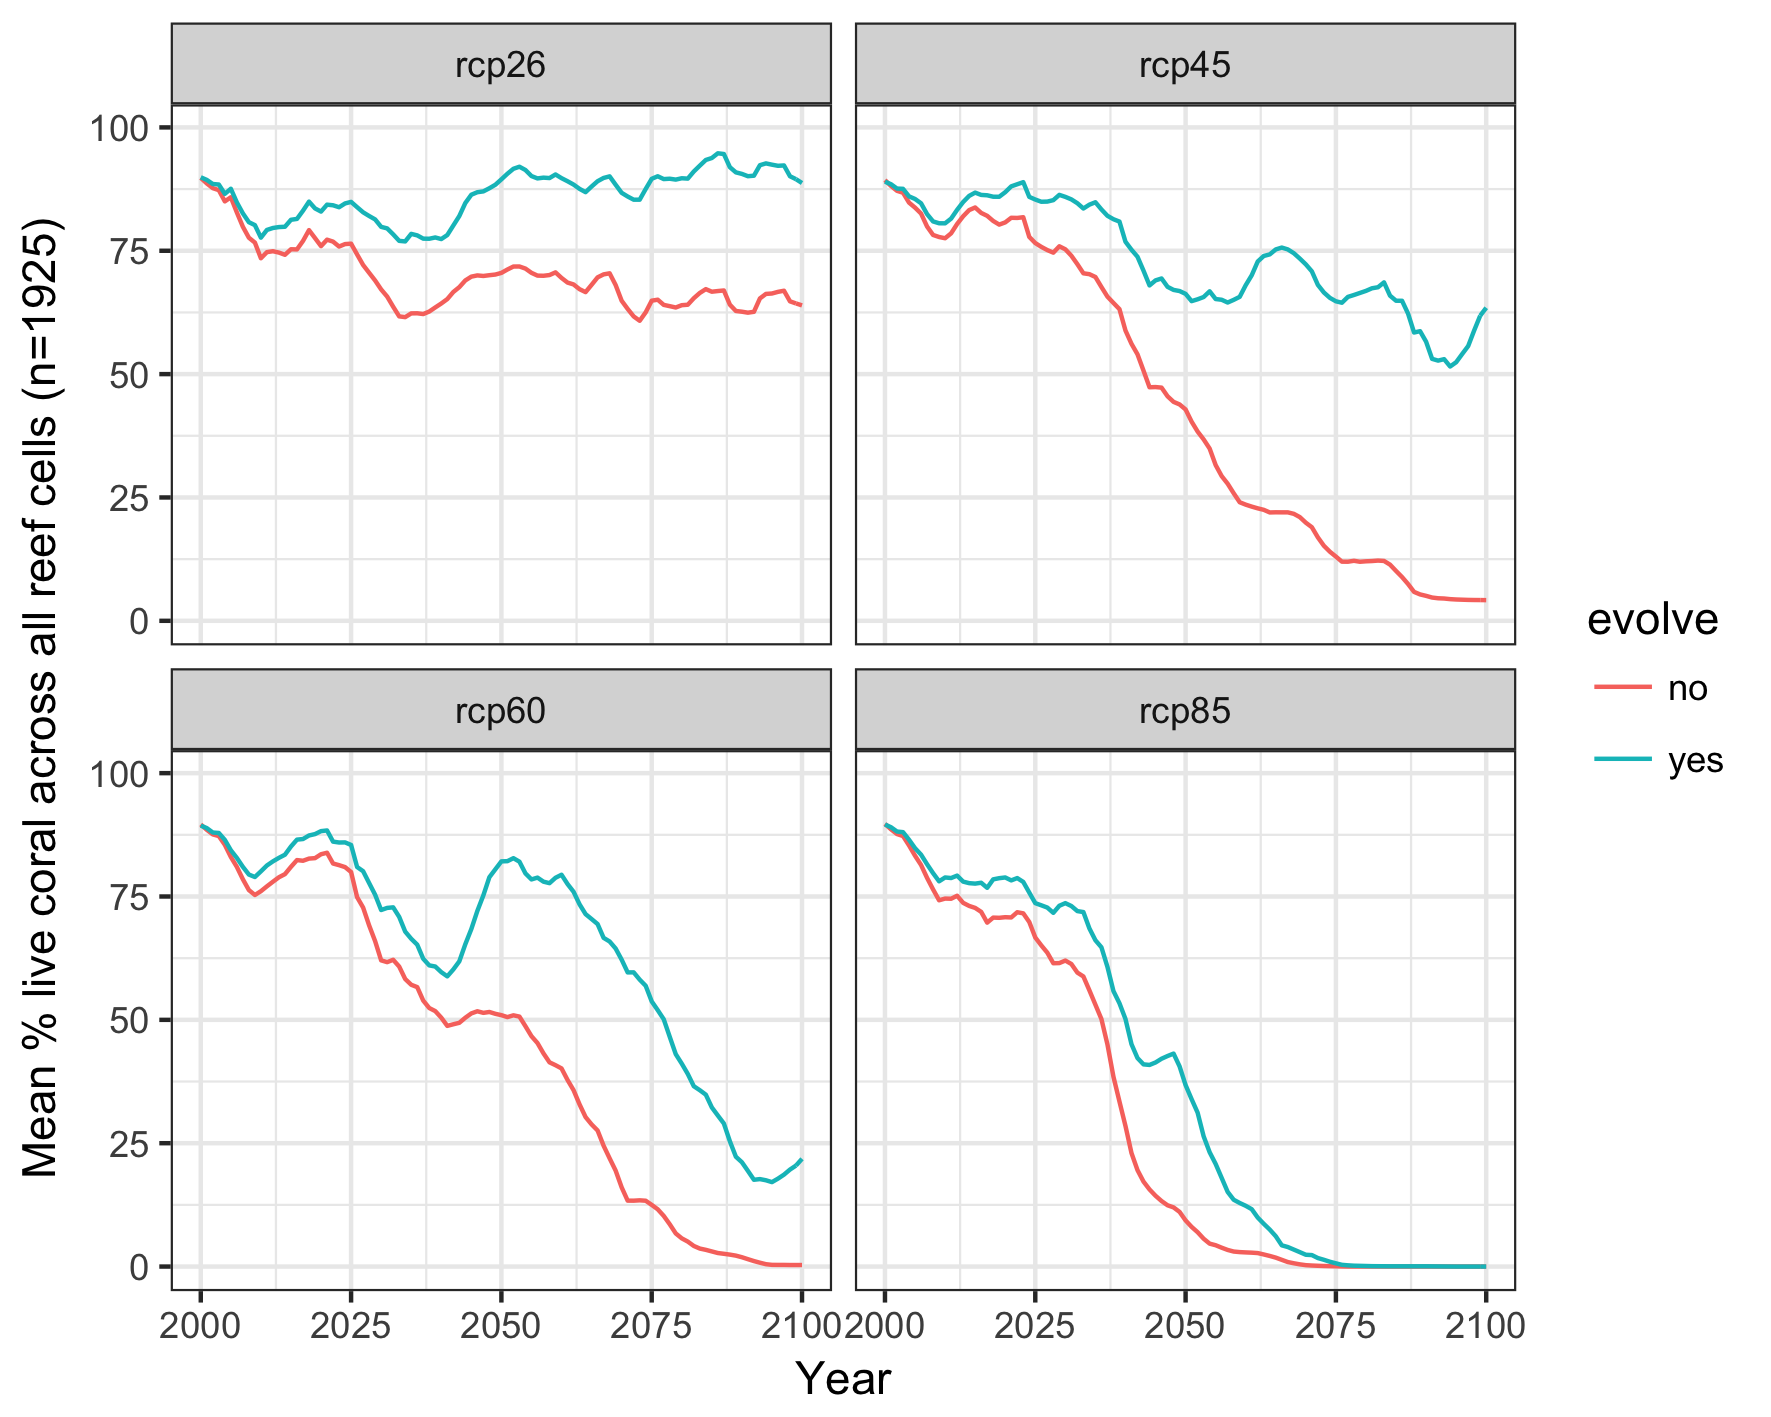 rcp26
rcp45
100
75
50
25
0
rcp60
rcp85
100
75
50
25
0
2000 2025 2050 2075 2100 2000 2025 2050 2075 2100
Year
Mean % live coral across all reef cells (n=1925)
evolve
no
yes